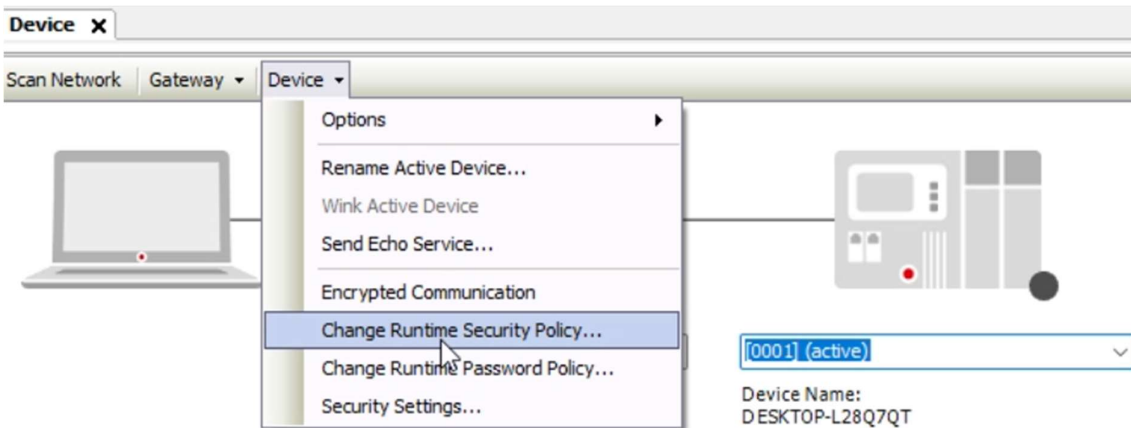 Device X
Scan Network Gateway Device
Options
Rename Active Device...
Wink Active Device
Send Echo Service...
Encrypted Communication
Change Runtime Security Policy...
Change Runtime Password Policy...
Security Settings...
[0001] (active)
Device Name:
DESKTOP-L28Q7QT